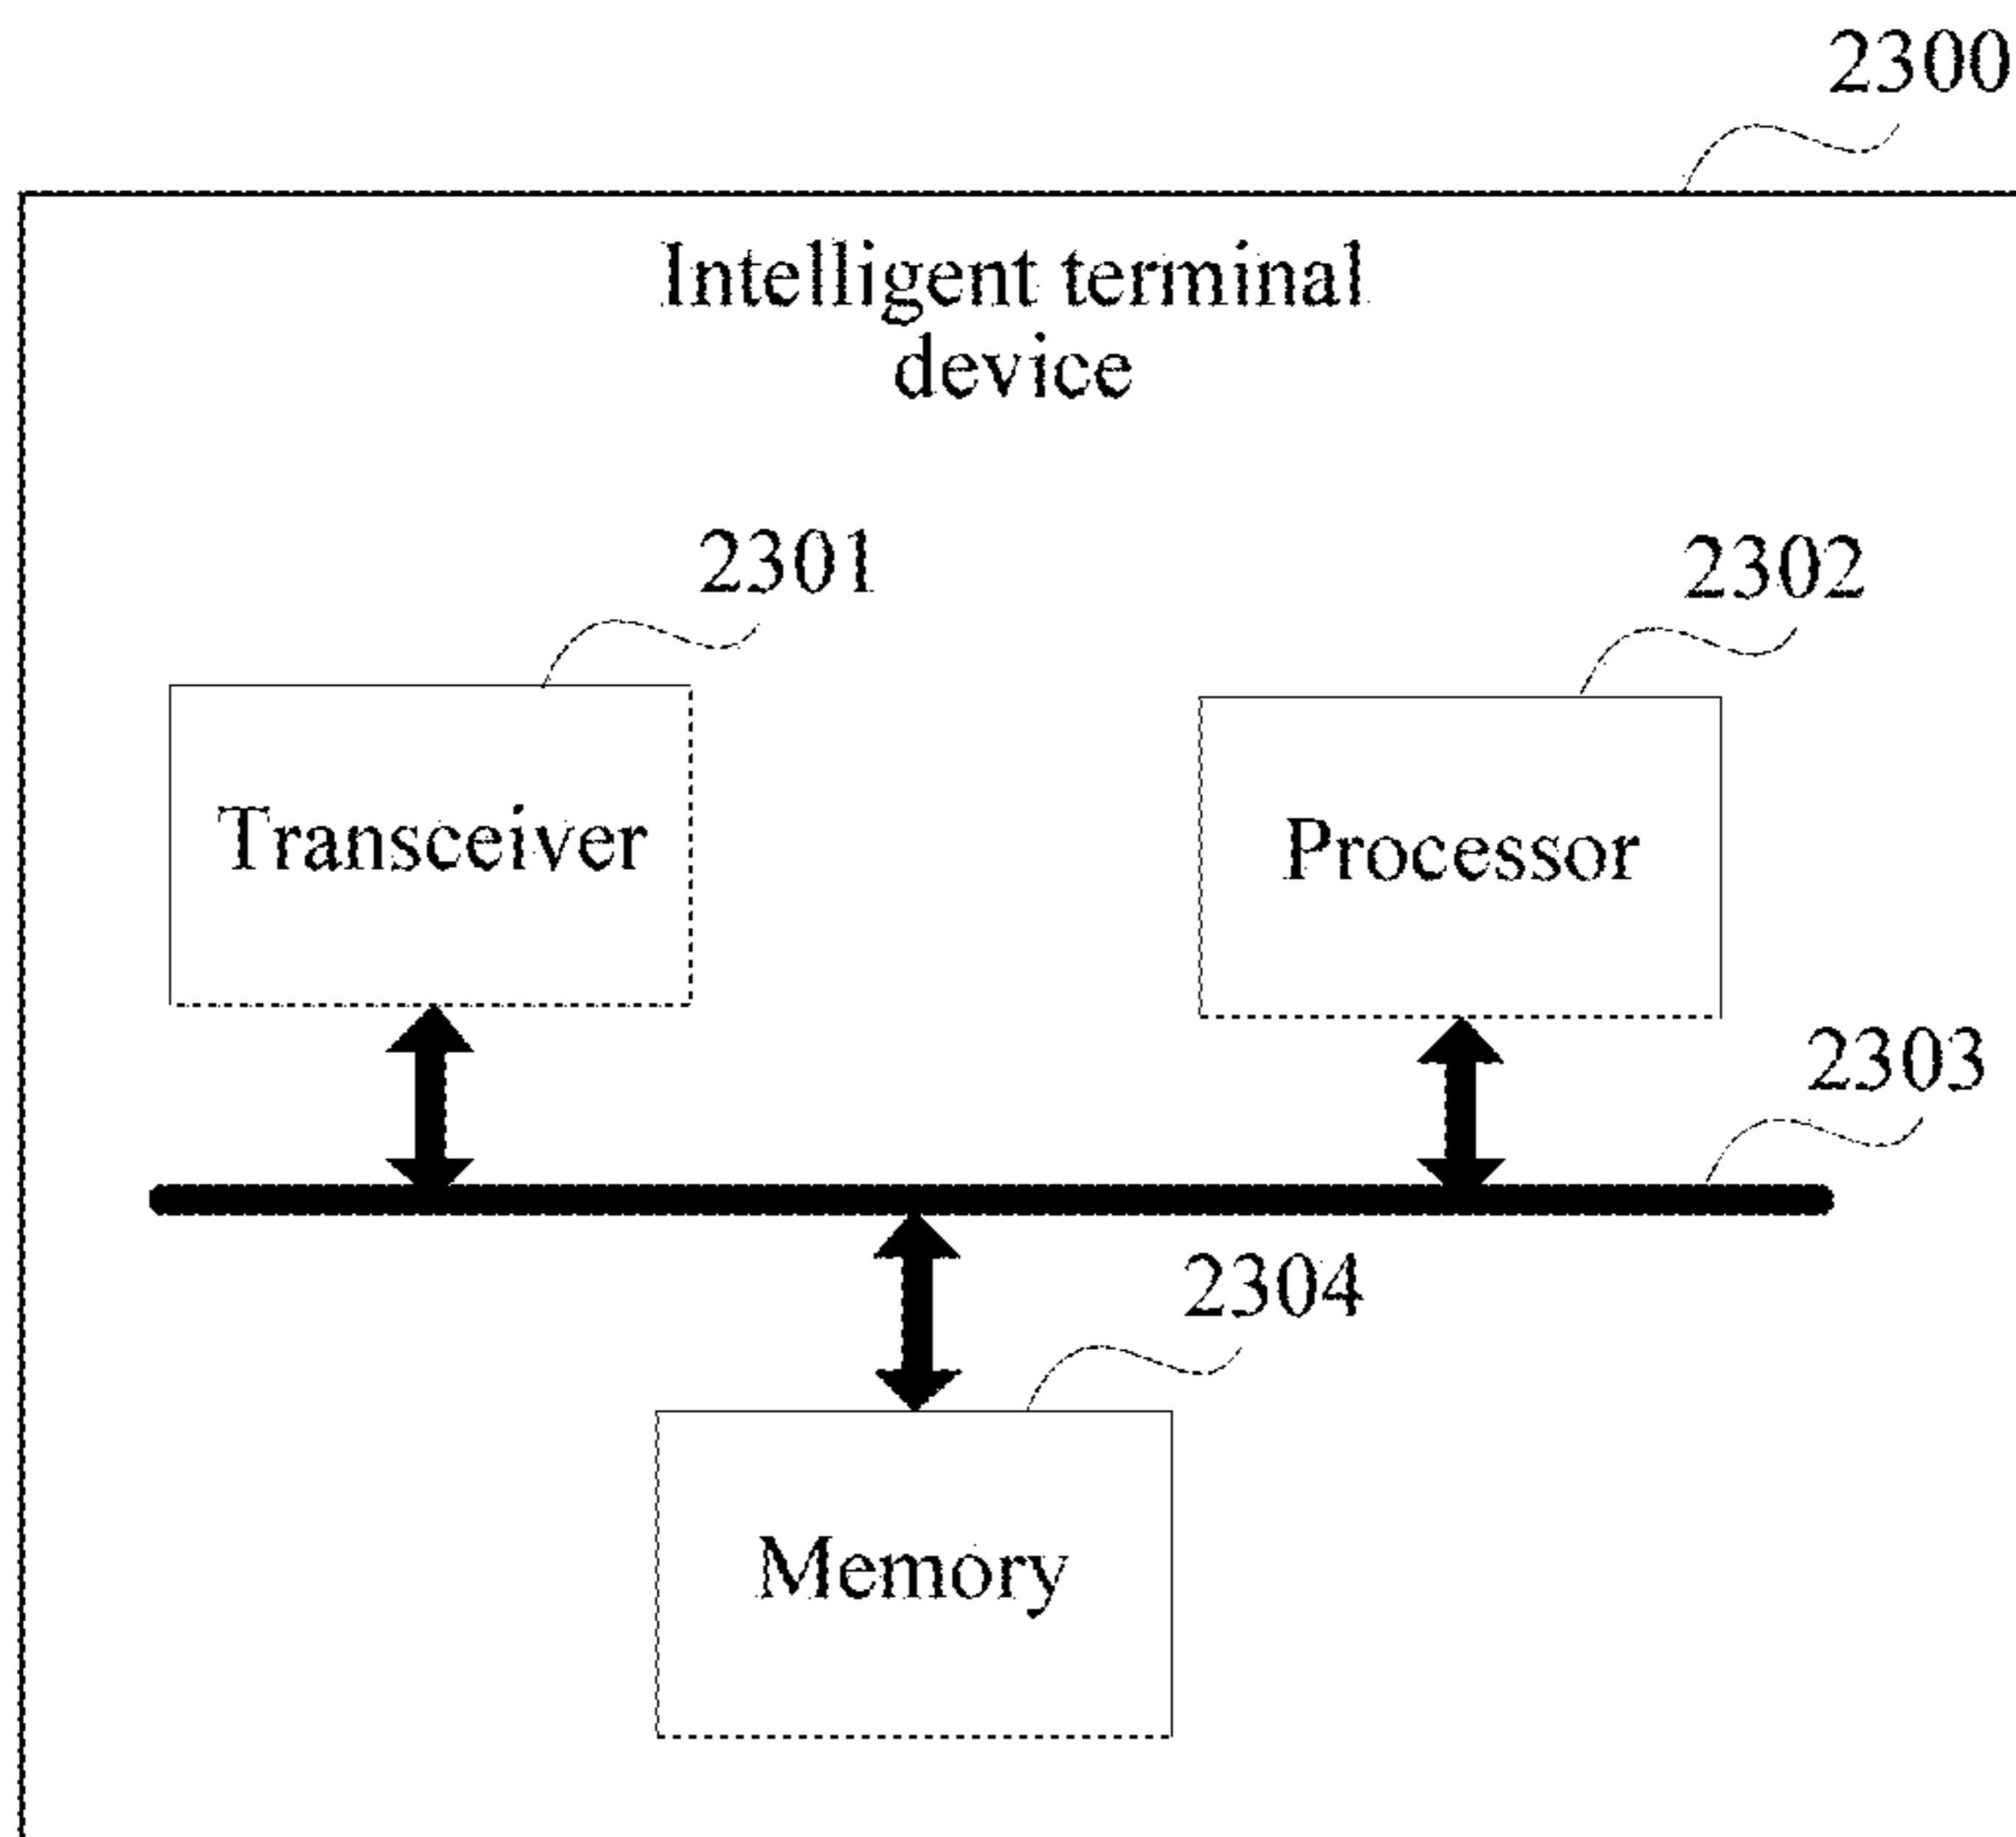 2300
Intelligent terminal
device
2301
2302
Transceiver
Processor
2303
2304
Memory